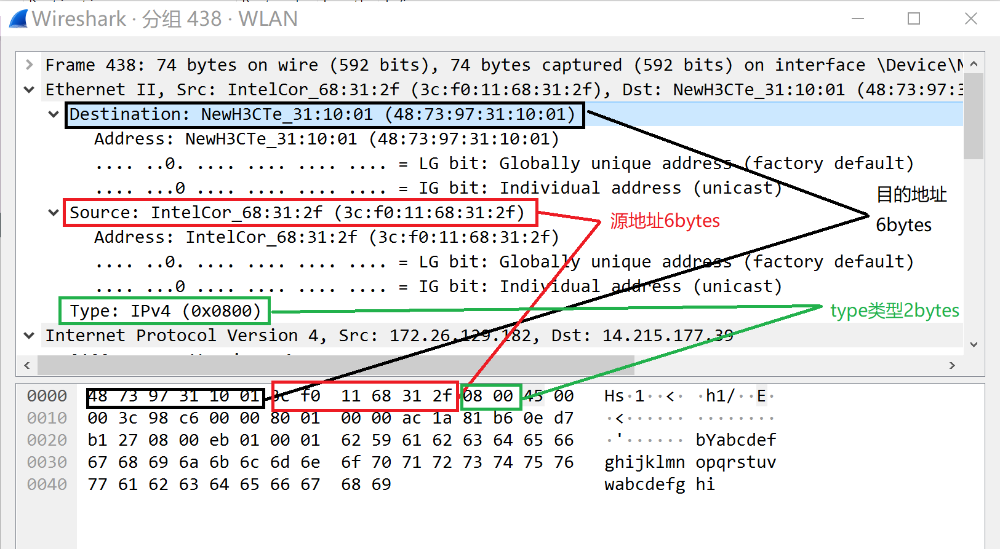 Wireshark · 分组 438 · WLAN
Frame 438: 74 bytes on wire (592 bits), 74 bytes captured (592 bits) on interface \Device\N
Ethernet II, Src: IntelCor_68:31:2f (3c:f0:11:68:31:2f), Dst: NewH3CTe_31:10:01 (48:73:97:3
Destination: NewH3CTe_31:10:01 (48:73:97:31:10:01)
Address: NewH3CTe_31:10:01 (48:73:97:31:10:01)
.... ..0. .... .... .... .... = LG bit: Globally unique address (factory default)
.... ...0 .... .... .... .... = IG bit: Individual address (unicast)
目的地址
6bytes
Source: IntelCor_68:31:2f (3c:f0:11:68:31:2f)
源地址6bytes
Address: IntelCor_68:31:2f (3c:f0:11:68:31:2f)
.... ..0. .... .... .... .... = LG bit: Globally unique address (factory default)
.... ...0 .... .... .... .... = IG bit: Individual address (unicast)
Type: IPv4 (0x0800)
type类型2bytes
Internet Protocol Version 4, Src: 172.26.129.182, Dst: 14.215.177.39
0000 48 73 97 31 10 01 3c f0 11 68 31 2f 08 00 45 00 Hs·1··<· ·h1/··E·
0010 00 3c 98 c6 00 00 80 01 00 00 ac 1a 81 b6 0e d7 ·<······ ········
0020 b1 27 08 00 eb 01 00 01 62 59 61 62 63 64 65 66 ·'······ bYabcdef
0030 67 68 69 6a 6b 6c 6d 6e 6f 70 71 72 73 74 75 76 ghijklmn opqrstuv
0040 77 61 62 63 64 65 66 67 68 69 wabcdefg hi